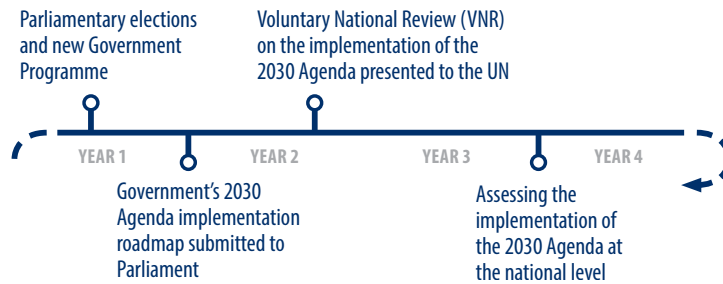 Parliamentary elections
and new Government
Programme
Voluntary National Review (VNR)
on the implementation of the
2030 Agenda presented to the UN
YEAR 1
YEAR 2
YEAR 3
YEAR 4
Government’s 2030
Agenda implementation
roadmap submitted to
Parliament
Assessing the
implementation of
the 2030 Agenda at
the national level